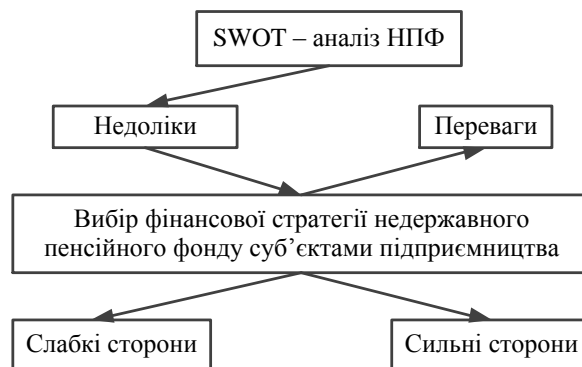 SWOT – аналіз НПФ
Недоліки
Переваги
Вибір фінансової стратегії недержавного
пенсійного фонду суб’єктами підприємництва
Слабкі сторони
Сильні сторони